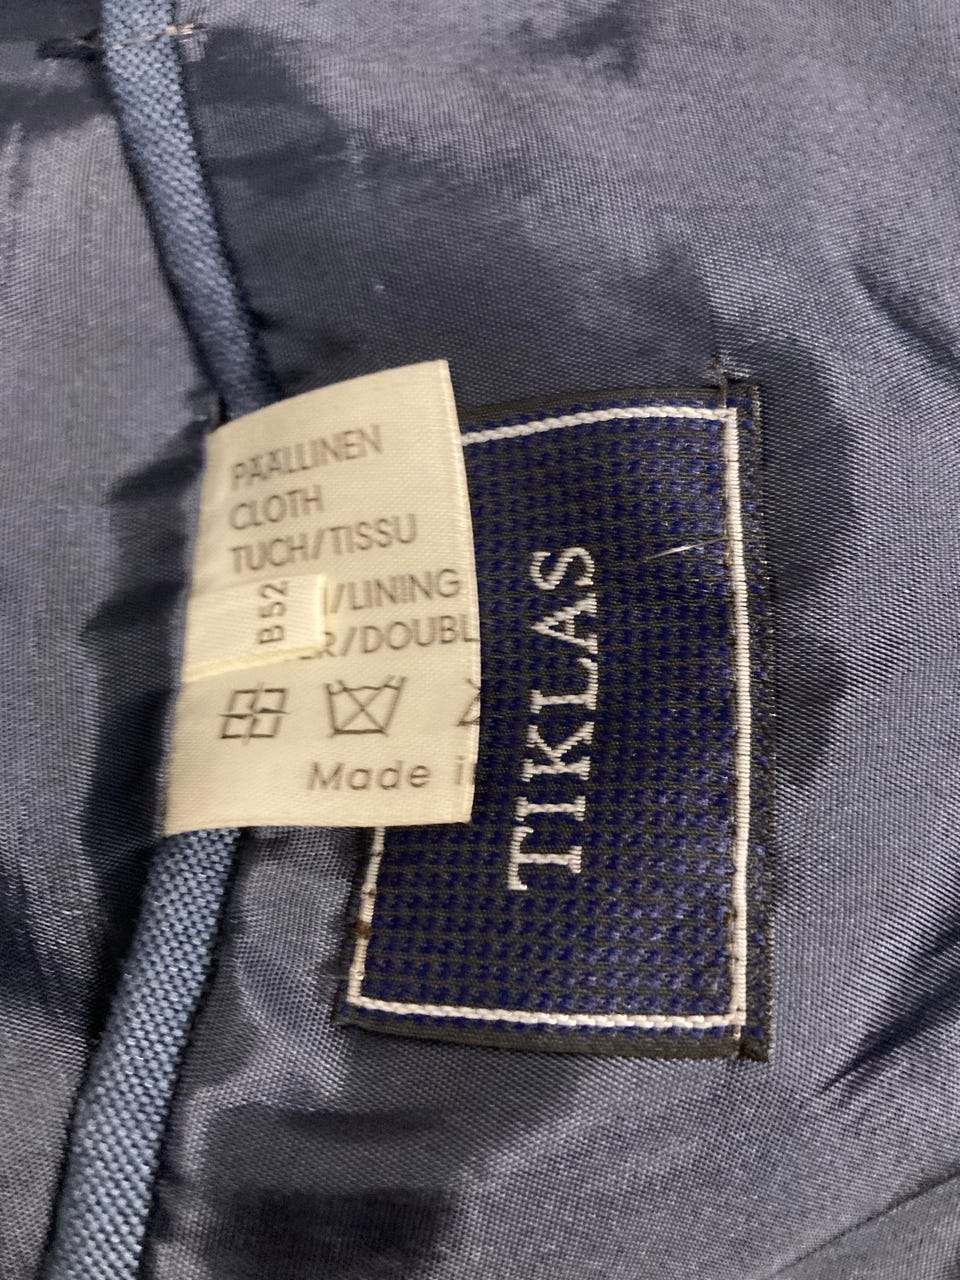 PÄÄLLINEN
CLOTH
TUCH/TISSU
/LINING
/DOUBL
B52
Made
TIKLAS